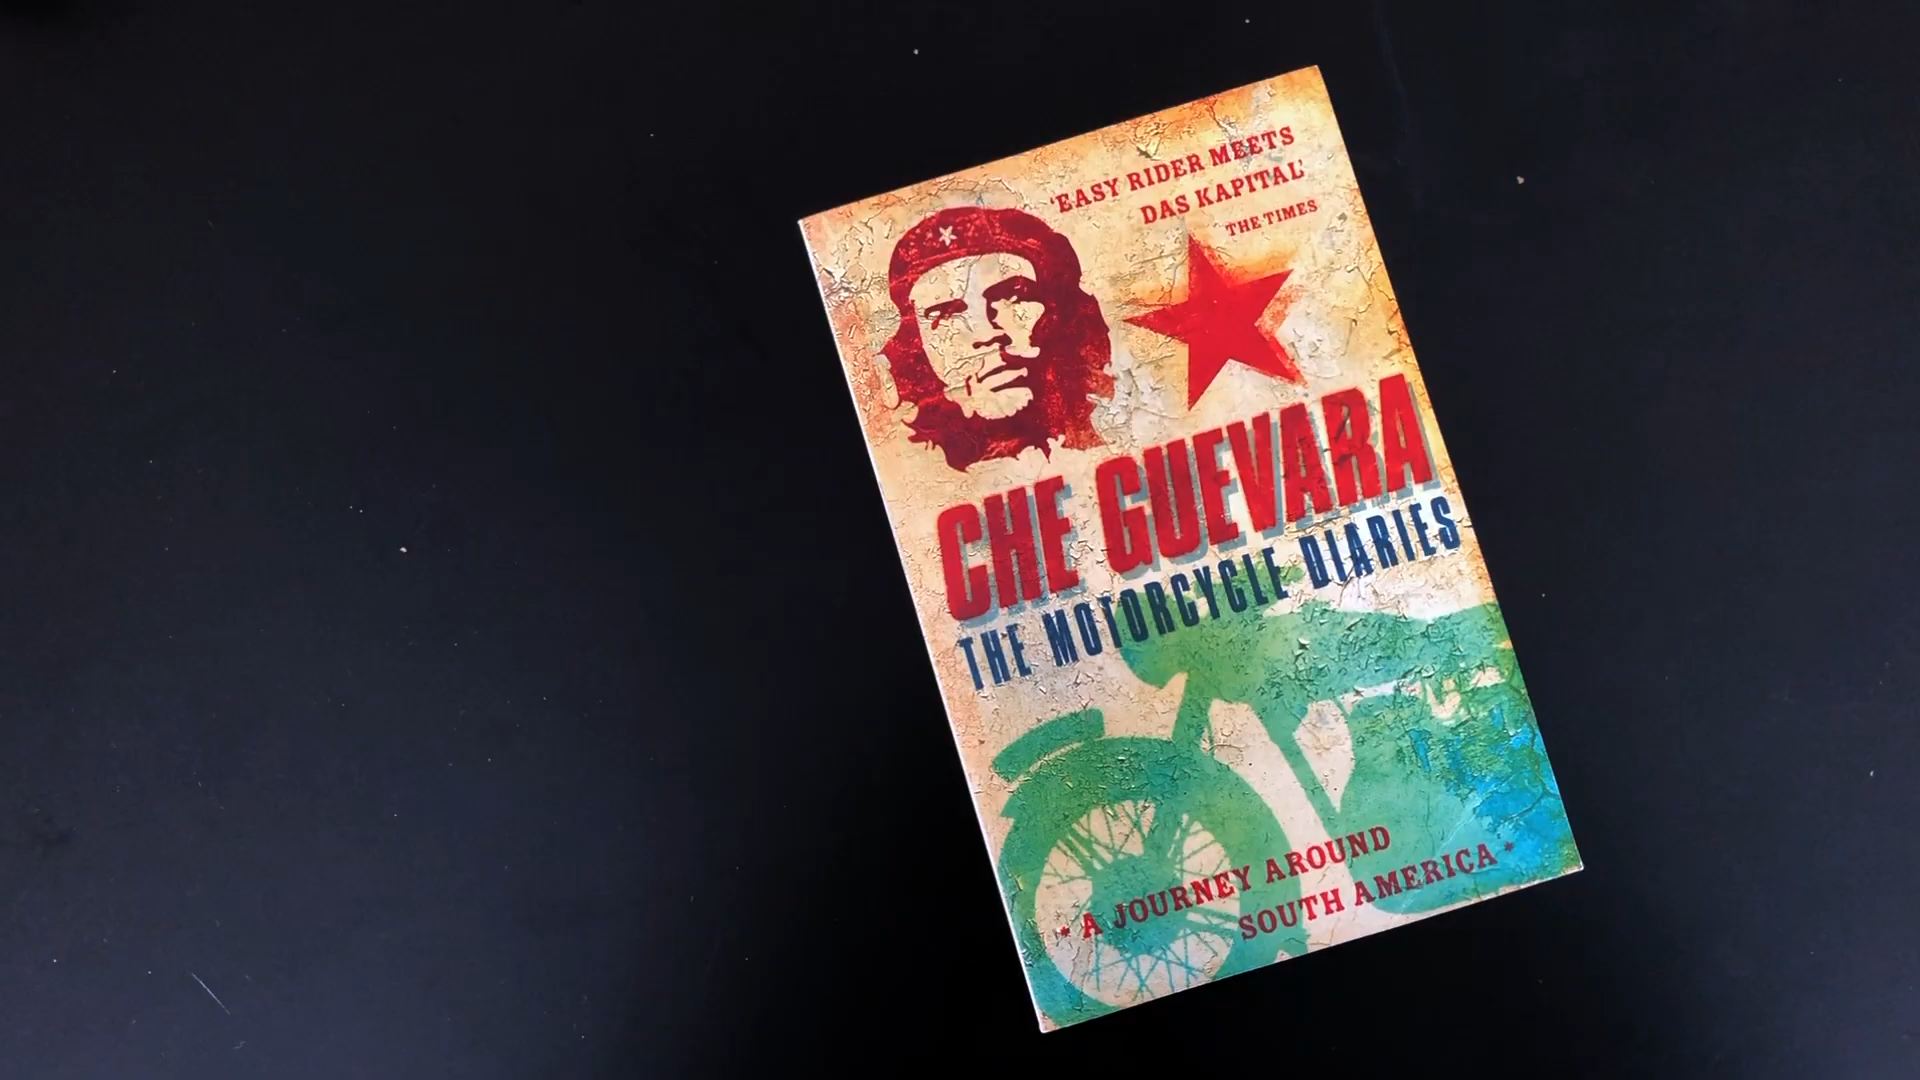 'EASY RIDER MEETS
DAS KAPITAL'
THE TIMES
CHE GUEVARA
THE MOTORCYCLE DIARIES
* A JOURNEY AROUND
SOUTH AMERICA *